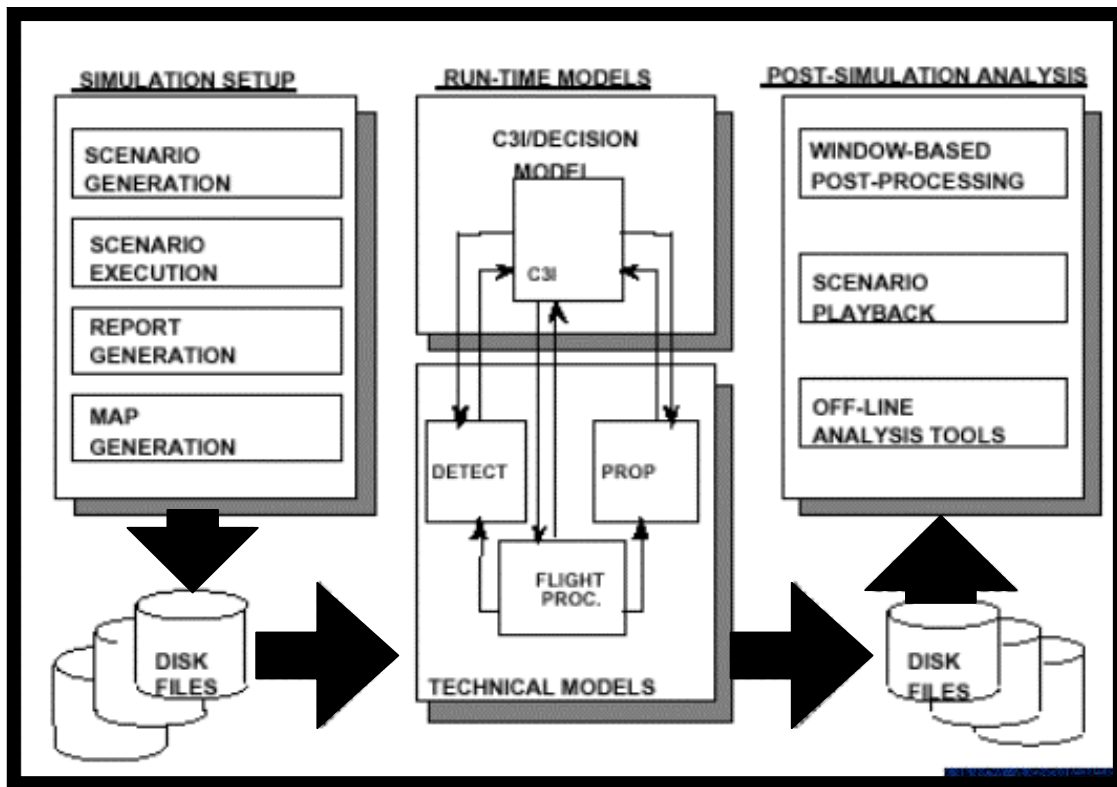 SIMULATION SETUP
SCENARIO
GENERATION
SCENARIO
EXECUTION
REPORT
GENERATION
MAP
GENERATION
DISK
FILES
RUN-TIME MODELS
C3I/DECISION
MODEL
C3I
DETECT
PROP
FLIGHT
PROC.
TECHNICAL MODELS
POST-SIMULATION ANALYSIS
WINDOW-BASED
POST-PROCESSING
SCENARIO
PLAYBACK
OFF-LINE
ANALYSIS TOOLS
DISK
FILES